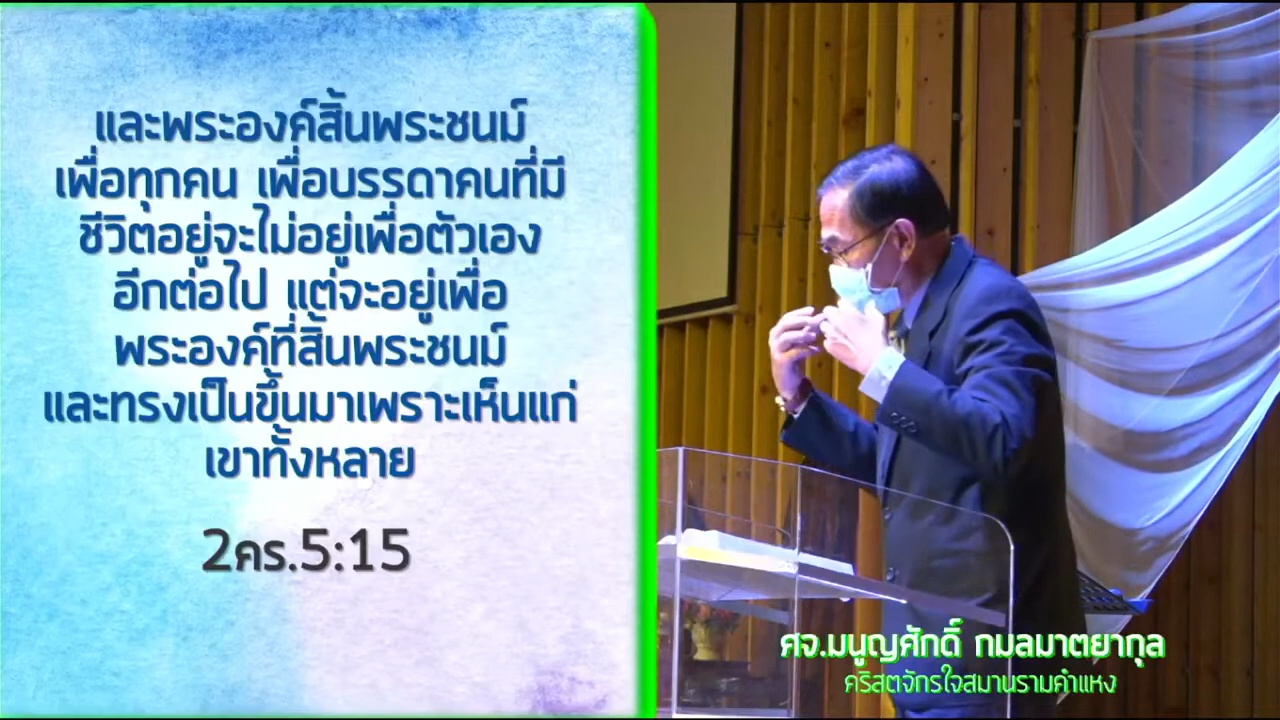 และพระองค์สิ้นพระชนม์
เพื่อทุกคน เพื่อบรรดาคนที่มี
ชีวิตอยู่จะไม่อยู่เพื่อตัวเอง
อีกต่อไป แต่จะอยู่เพื่อ
พระองค์ที่สิ้นพระชนม์
และทรงเป็นขึ้นมาเพราะเห็นแก่
เขาทั้งหลาย
2คร.5:15
ศจ.มนูญศักดิ์ กมลมาตยากุล
คริสตจักรใจสมานรามคำแหง